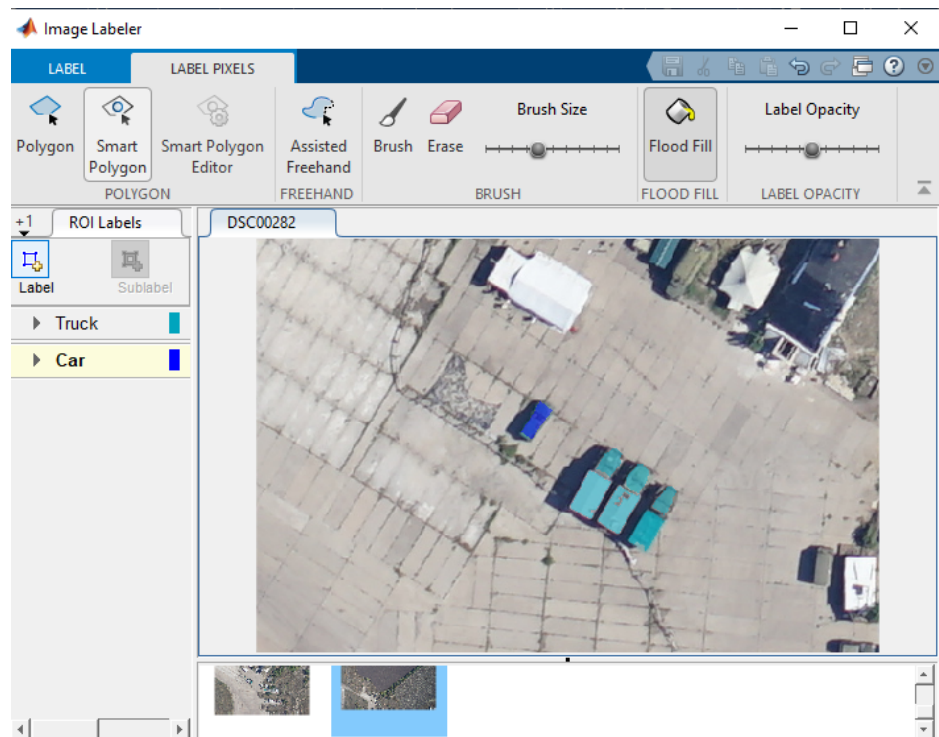 Image Labeler
LABEL
LABEL PIXELS
Polygon
Smart
Polygon
Smart Polygon
Editor
POLYGON
Assisted
Freehand
FREEHAND
Brush
Erase
Brush Size
BRUSH
Flood Fill
FLOOD FILL
Label Opacity
LABEL OPACITY
+1
ROI Labels
DSC00282
Label
Sublabel
Truck
Car